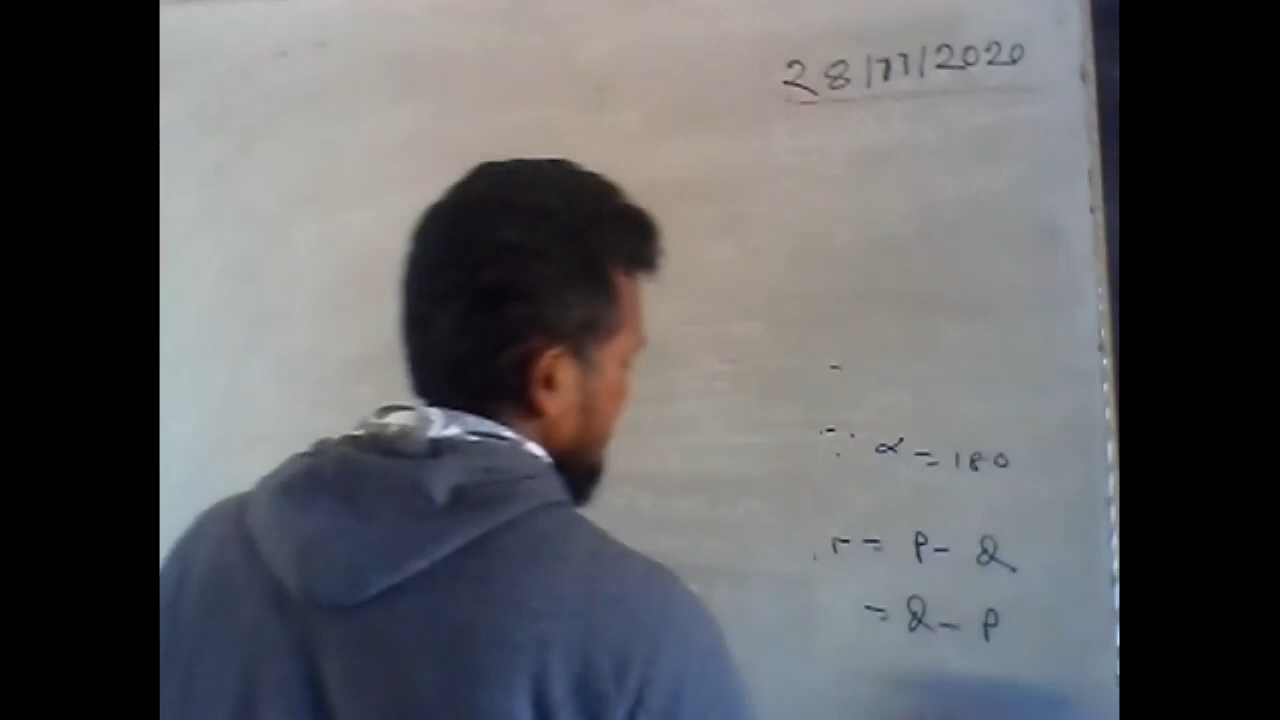 28/11/2020
∵ α = 180
r = P - Q
= Q - P